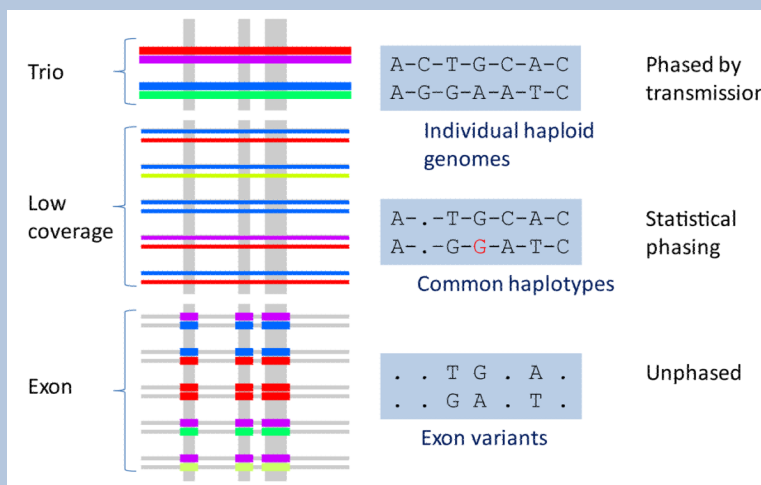 Trio
A-C-T-G-C-A-C
A-G-G-A-A-T-C
Individual haploid
genomes
Phased by
transmission
Low
coverage
A-.-T-G-C-A-C
A-.-G-G-A-T-C
Common haplotypes
Statistical
phasing
Exon
. . T G . A .
. . G A . T .
Exon variants
Unphased